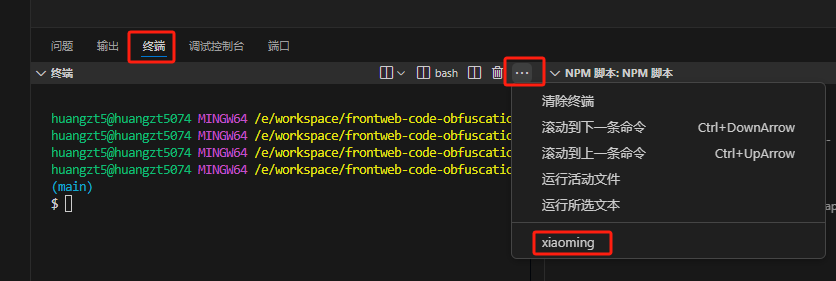 问题 输出 终端 调试控制台 端口
终端 bash ... NPM 脚本: NPM 脚本
清除终端
huangzt5@huangzt5074 MINGW64 /e/workspace/frontweb-code-obfuscatio
滚动到下一条命令 Ctrl+DownArrow
huangzt5@huangzt5074 MINGW64 /e/workspace/frontweb-code-obfuscatio
滚动到上一条命令 Ctrl+UpArrow
huangzt5@huangzt5074 MINGW64 /e/workspace/frontweb-code-obfuscatio
huangzt5@huangzt5074 MINGW64 /e/workspace/frontweb-code-obfuscatio
运行活动文件
(main)
$
运行所选文本
xiaoming